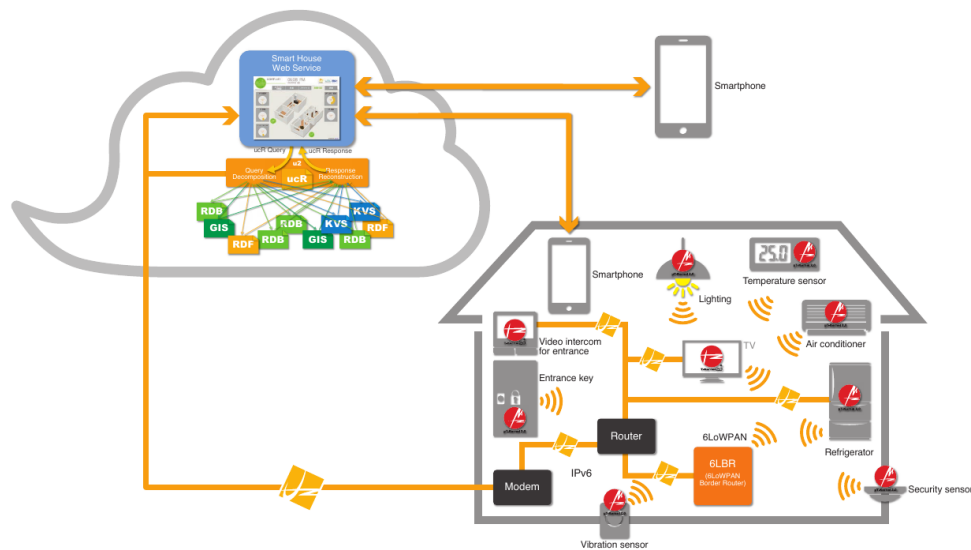 Smart House
Web Service
ucR Query
ucR Response
u2
Query
Decomposition
ucR
Response
Reconstruction
RDB
GIS
RDF
RDB
RDB
GIS
KVS
RDB
KVS
RDF
Smartphone
Smartphone
Lighting
25.0
Temperature sensor
Air conditioner
Video intercom
for entrance
TV
Entrance key
Refrigerator
Router
6LoWPAN
6LBR
(6LoWPAN
Border Router)
IPv6
Modem
Security sensor
Vibration sensor